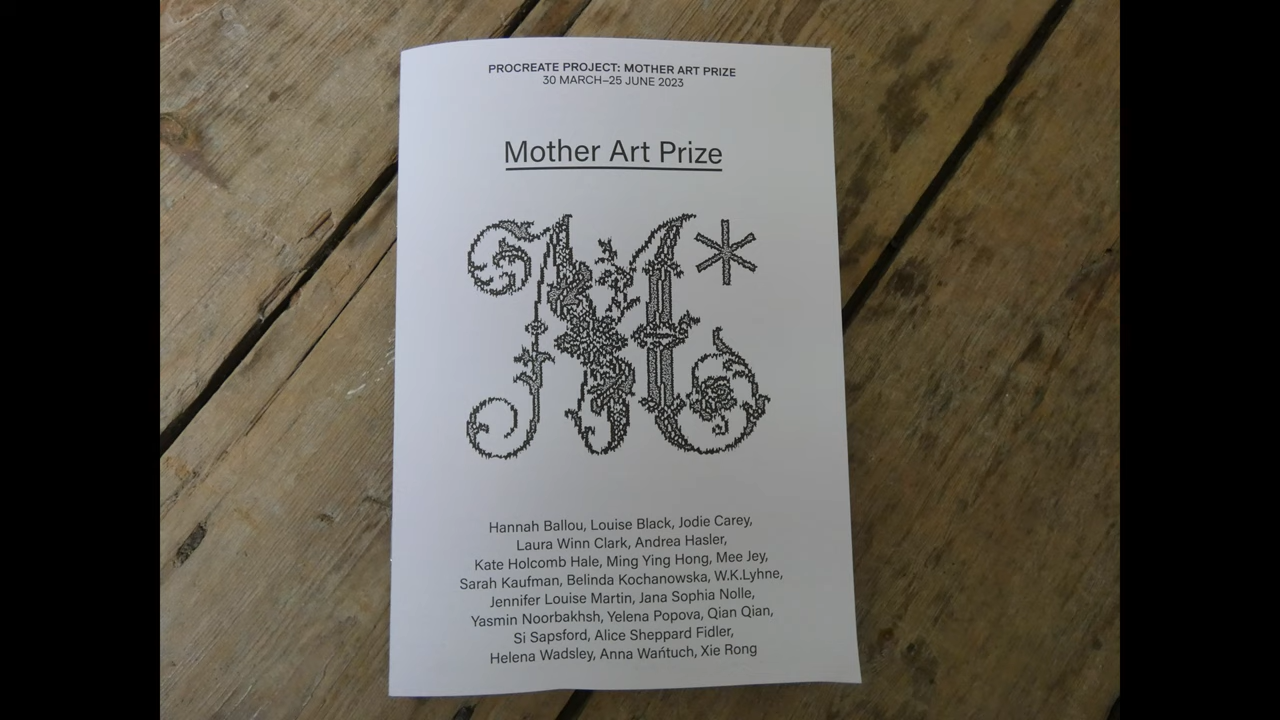 PROCREATE PROJECT: MOTHER ART PRIZE
30 MARCH–25 JUNE 2023
Mother Art Prize
M*
Hannah Ballou, Louise Black, Jodie Carey,
Laura Winn Clark, Andrea Hasler,
Kate Holcomb Hale, Ming Ying Hong, Mee Jey,
Sarah Kaufman, Belinda Kochanowska, W.K.Lyhne,
Jennifer Louise Martin, Jana Sophia Nolle,
Yasmin Noorbakhsh, Yelena Popova, Qian Qian,
Si Sapsford, Alice Sheppard Fidler,
Helena Wadsley, Anna Wańtuch, Xie Rong